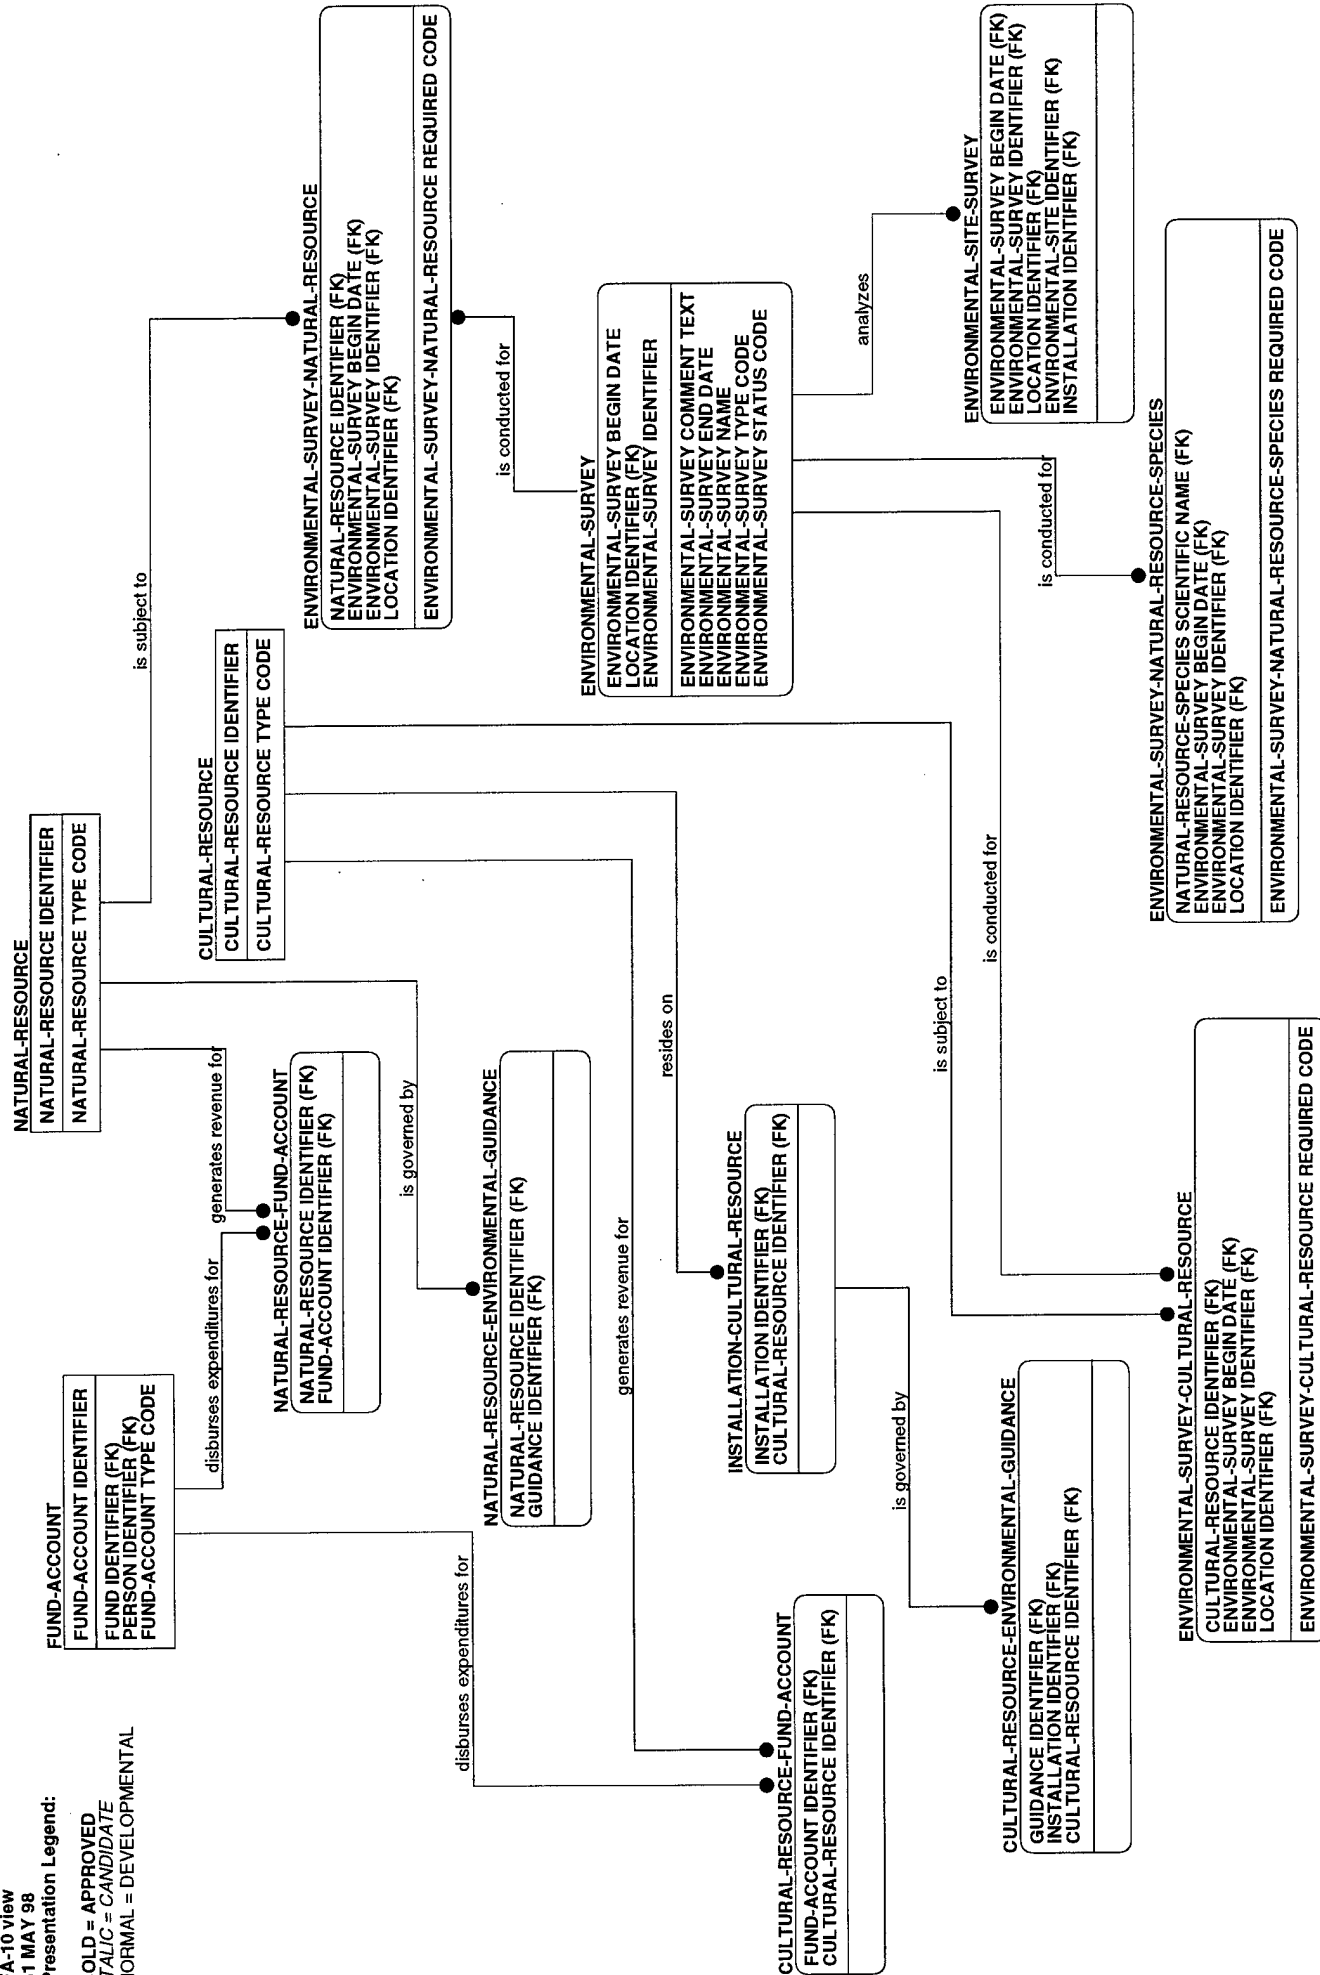 A-10 view
1 MAY 98
Presentation Legend:
OLD = APPROVED
TALIC = CANDIDATE
NORMAL = DEVELOPMENTAL
FUND-ACCOUNT
FUND-ACCOUNT IDENTIFIER
FUND IDENTIFIER (FK)
PERSON IDENTIFIER (FK)
FUND-ACCOUNT TYPE CODE
NATURAL-RESOURCE
NATURAL-RESOURCE IDENTIFIER
NATURAL-RESOURCE TYPE CODE
is subject to
generates revenue for
disburses expenditures for
NATURAL-RESOURCE-FUND-ACCOUNT
NATURAL-RESOURCE IDENTIFIER (FK)
FUND-ACCOUNT IDENTIFIER (FK)
CULTURAL-RESOURCE
CULTURAL-RESOURCE IDENTIFIER
CULTURAL-RESOURCE TYPE CODE
ENVIRONMENTAL-SURVEY-NATURAL-RESOURCE
NATURAL-RESOURCE IDENTIFIER (FK)
ENVIRONMENTAL-SURVEY BEGIN DATE (FK)
ENVIRONMENTAL-SURVEY IDENTIFIER (FK)
LOCATION IDENTIFIER (FK)
ENVIRONMENTAL-SURVEY-NATURAL-RESOURCE REQUIRED CODE
is governed by
disburses expenditures for
NATURAL-RESOURCE-ENVIRONMENTAL-GUIDANCE
NATURAL-RESOURCE IDENTIFIER (FK)
GUIDANCE IDENTIFIER (FK)
is conducted for
ENVIRONMENTAL-SURVEY
ENVIRONMENTAL-SURVEY BEGIN DATE
LOCATION IDENTIFIER (FK)
ENVIRONMENTAL-SURVEY IDENTIFIER
ENVIRONMENTAL-SURVEY COMMENT TEXT
ENVIRONMENTAL-SURVEY END DATE
ENVIRONMENTAL-SURVEY NAME
ENVIRONMENTAL-SURVEY TYPE CODE
ENVIRONMENTAL-SURVEY STATUS CODE
generates revenue for
resides on
INSTALLATION-CULTURAL-RESOURCE
INSTALLATION IDENTIFIER (FK)
CULTURAL-RESOURCE IDENTIFIER (FK)
CULTURAL-RESOURCE-FUND-ACCOUNT
FUND-ACCOUNT IDENTIFIER (FK)
CULTURAL-RESOURCE IDENTIFIER (FK)
analyzes
is governed by
is subject to
is conducted for
is conducted for
ENVIRONMENTAL-SITE-SURVEY
ENVIRONMENTAL-SURVEY BEGIN DATE (FK)
ENVIRONMENTAL-SURVEY IDENTIFIER (FK)
LOCATION IDENTIFIER (FK)
ENVIRONMENTAL-SITE IDENTIFIER (FK)
INSTALLATION IDENTIFIER (FK)
CULTURAL-RESOURCE-ENVIRONMENTAL-GUIDANCE
GUIDANCE IDENTIFIER (FK)
INSTALLATION IDENTIFIER (FK)
CULTURAL-RESOURCE IDENTIFIER (FK)
ENVIRONMENTAL-SURVEY-NATURAL-RESOURCE-SPECIES
NATURAL-RESOURCE-SPECIES SCIENTIFIC NAME (FK)
ENVIRONMENTAL-SURVEY BEGIN DATE (FK)
ENVIRONMENTAL-SURVEY IDENTIFIER (FK)
LOCATION IDENTIFIER (FK)
ENVIRONMENTAL-SURVEY-NATURAL-RESOURCE-SPECIES REQUIRED CODE
ENVIRONMENTAL-SURVEY-CULTURAL-RESOURCE
CULTURAL-RESOURCE IDENTIFIER (FK)
ENVIRONMENTAL-SURVEY BEGIN DATE (FK)
ENVIRONMENTAL-SURVEY IDENTIFIER (FK)
LOCATION IDENTIFIER (FK)
ENVIRONMENTAL-SURVEY-CULTURAL-RESOURCE REQUIRED CODE